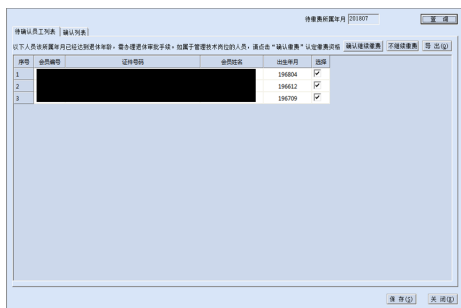 待缴费所属年月 201807 查 询
待确认员工列表 确认列表
以下人员该所属年月已经达到退休年龄，需办理退休审批手续，如属于管理技术岗位的人员，请点击“确认缴费”认定缴费资格 确认继续缴费 不继续缴费 导 出(O)
序号 会员编号 证件号码 会员姓名 出生年月 选择
1 196804
2 196612
3 196709
保 存(S) 关 闭(X)